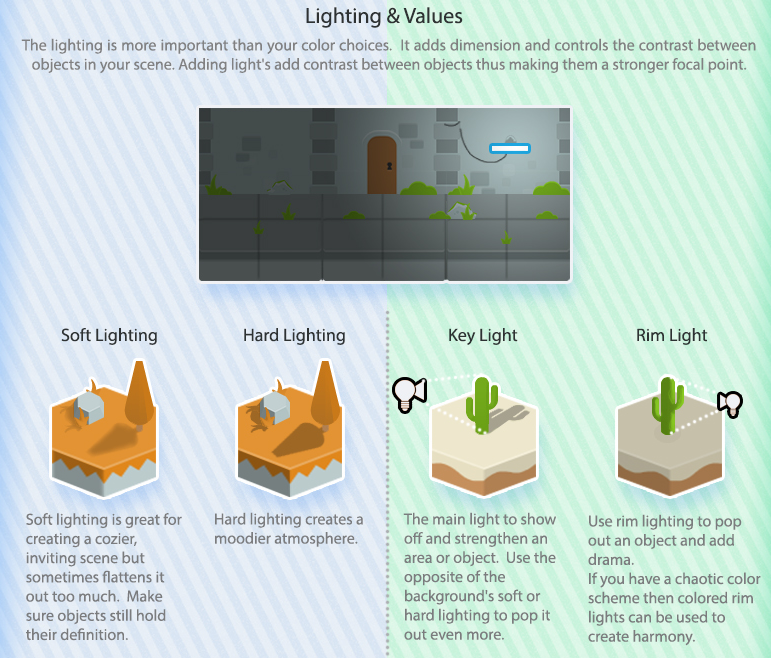 Lighting & Values
The lighting is more important than your color choices. It adds dimension and controls the contrast between
objects in your scene. Adding light's add contrast between objects thus making them a stronger focal point.
Soft Lighting
Hard Lighting
Key Light
Rim Light
Soft lighting is great for
creating a cozier,
inviting scene but
sometimes flattens it
out too much. Make
sure objects still hold
their definition.
Hard lighting creates a
moodier atmosphere.
The main light to show
off and strengthen an
area or object. Use the
opposite of the
background's soft or
hard lighting to pop it
out even more.
Use rim lighting to pop
out an object and add
drama.
If you have a chaotic color
scheme then colored rim
lights can be used to
create harmony.